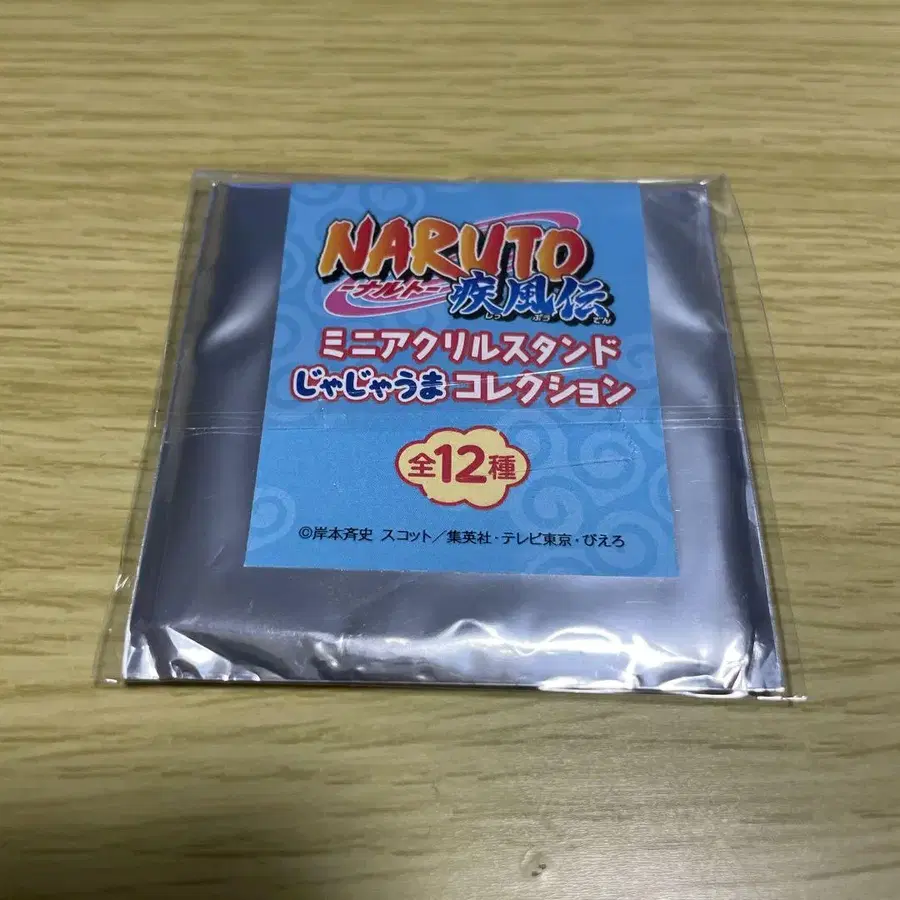 NARUTO
-ナルト-
疾風伝
しっ ぷう でん
ミニアクリルスタンド
じゃじゃうま コレクション
全12種
©岸本斉史 スコット/集英社・テレビ東京・ぴえろ